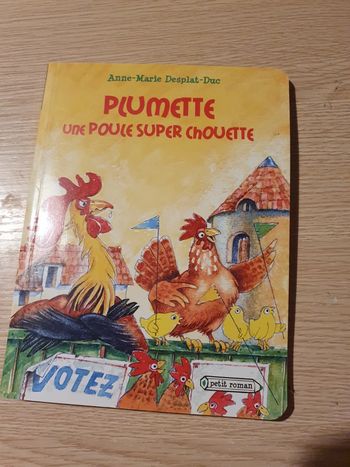 Anne-Marie Desplat-Duc
PLUMETTE
UNE POULE SUPER CHOUETTE
VOTEZ
petit roman